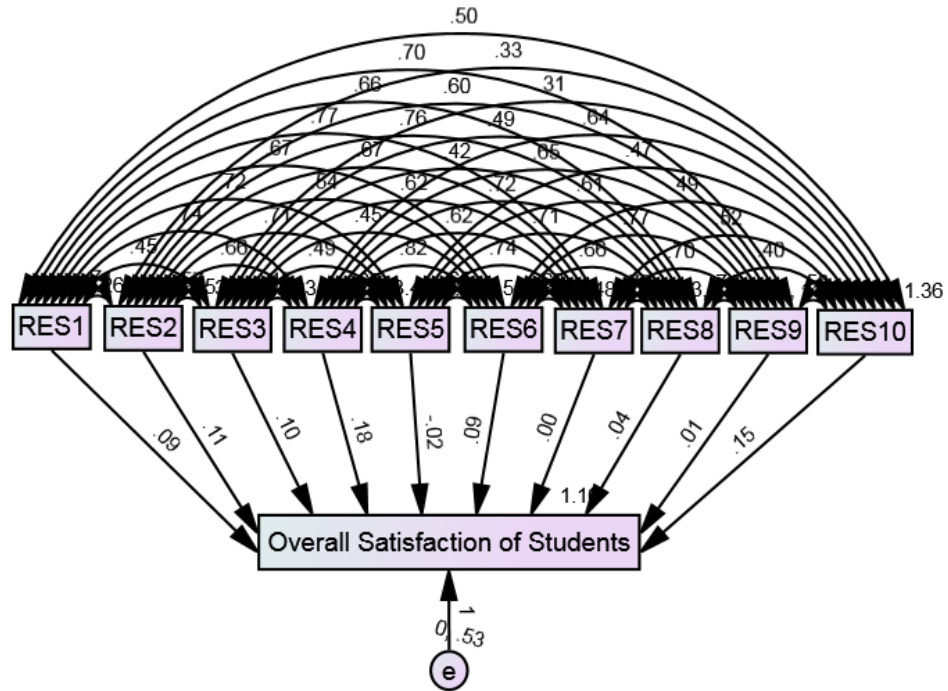 .50
.70 .33
.66 .60 .31
.77 .76 .49 .64
.67 .67 .42 .65 .47
.72 .64 .62 .72 .61 .49
.74 .71 .45 .62 .71 .77 .52
.45 .66 .49 .82 .74 .66 .70 .40
1.36
RES1 RES2 RES3 RES4 RES5 RES6 RES7 RES8 RES9 RES10
.09 .11 .10 .18 -.02 .09 .00 .04 .01 .15
Overall Satisfaction of Students
1
0, .53
e